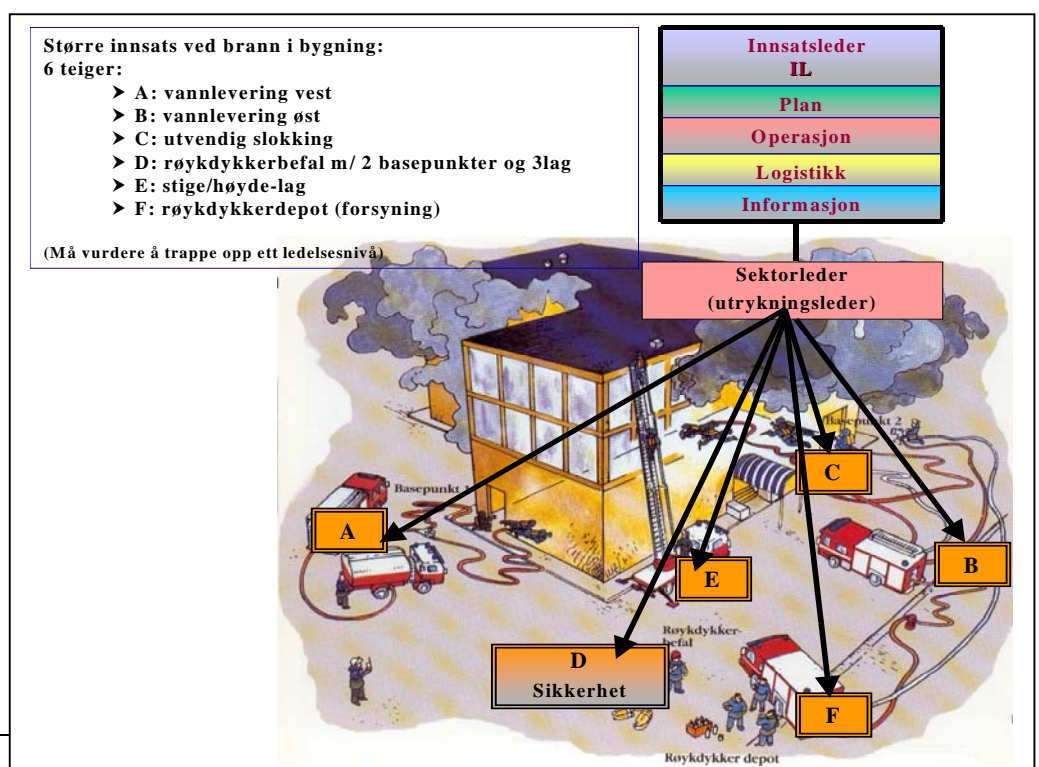 Større innsats ved brann i bygning:
6 teiger:
➢ A: vannlevering vest
➢ B: vannlevering øst
➢ C: utvendig slokking
➢ D: røykdykkerbefal m/ 2 basepunkter og 3lag
➢ E: stige/høyde-lag
➢ F: røykdykkerdepot (forsyning)
(Må vurdere å trappe opp ett ledelsesnivå)
Innsatsleder
IL
Plan
Operasjon
Logistikk
Informasjon
Sektorleder
(utrykningsleder)
Basepunkt 2
C
Basepunkt 1
A
B
E
Røykdykker-
befal
D
Sikkerhet
F
Røykdykker depot